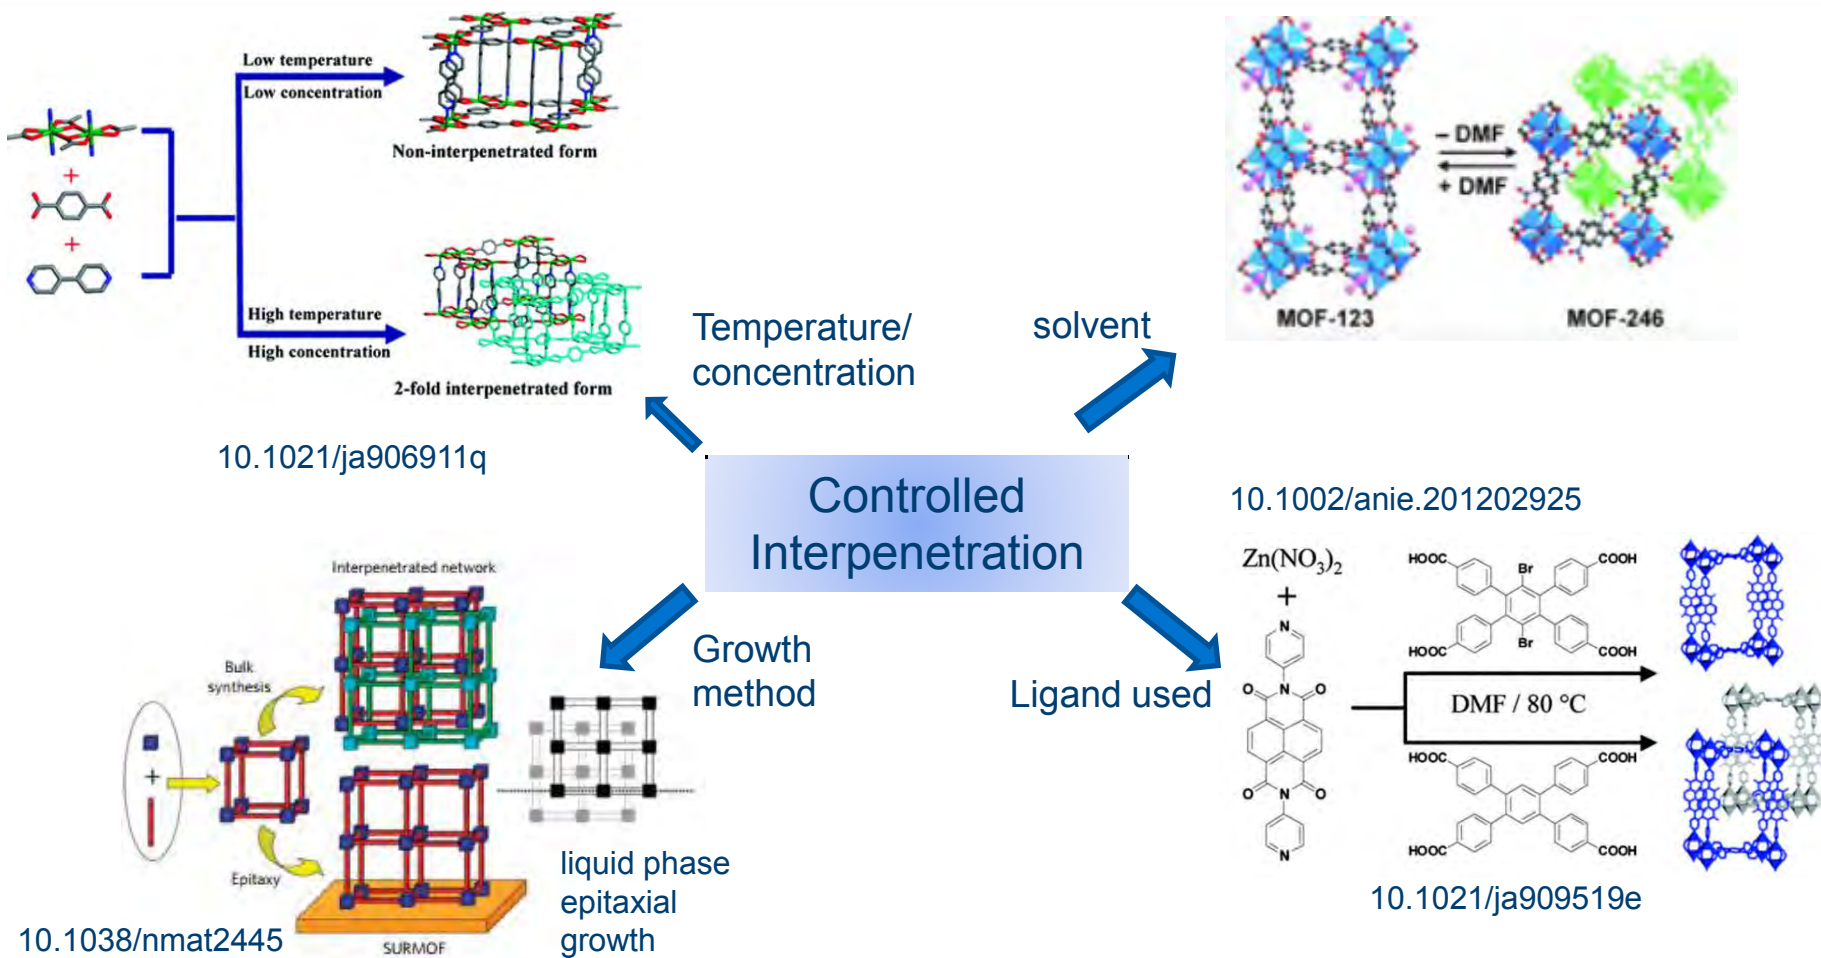 Low temperature
Low concentration
Non-interpenetrated form
+
+
High temperature
High concentration
2-fold interpenetrated form
10.1021/ja906911q
Temperature/
concentration
solvent
– DMF
+ DMF
MOF-123
MOF-246
10.1002/anie.201202925
Controlled
Interpenetration
Interpenetrated network
Bulk
synthesis
+
Epitaxy
SURMOF
10.1038/nmat2445
Growth
method
liquid phase
epitaxial
growth
Ligand used
Zn(NO3)2
+
N
O N O
O N O
N
HOOC COOH
Br
Br
HOOC COOH
DMF / 80 °C
HOOC COOH
HOOC COOH
10.1021/ja909519e